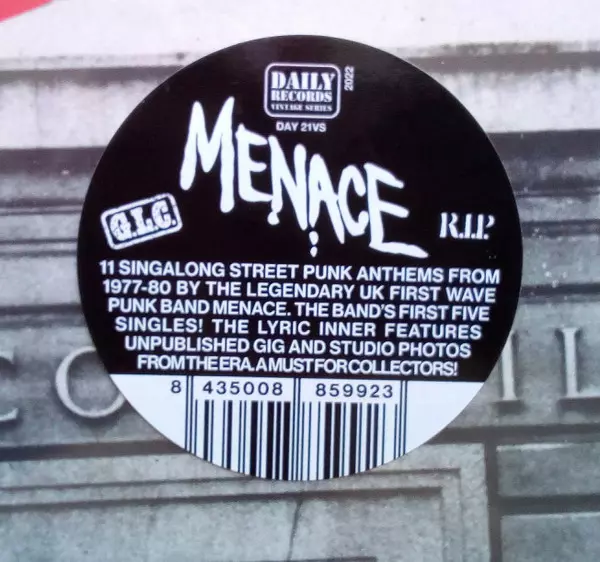 DAILY
RECORDS
VINTAGE SERIES
2022
DAY 21VS
MENACE
G.L.C.
R.I.P.
11 SINGALONG STREET PUNK ANTHEMS FROM
1977-80 BY THE LEGENDARY UK FIRST WAVE
PUNK BAND MENACE. THE BAND'S FIRST FIVE
SINGLES! THE LYRIC INNER FEATURES
UNPUBLISHED GIG AND STUDIO PHOTOS
FROM THE ERA. A MUST FOR COLLECTORS!
8 435008 859923
CO IL